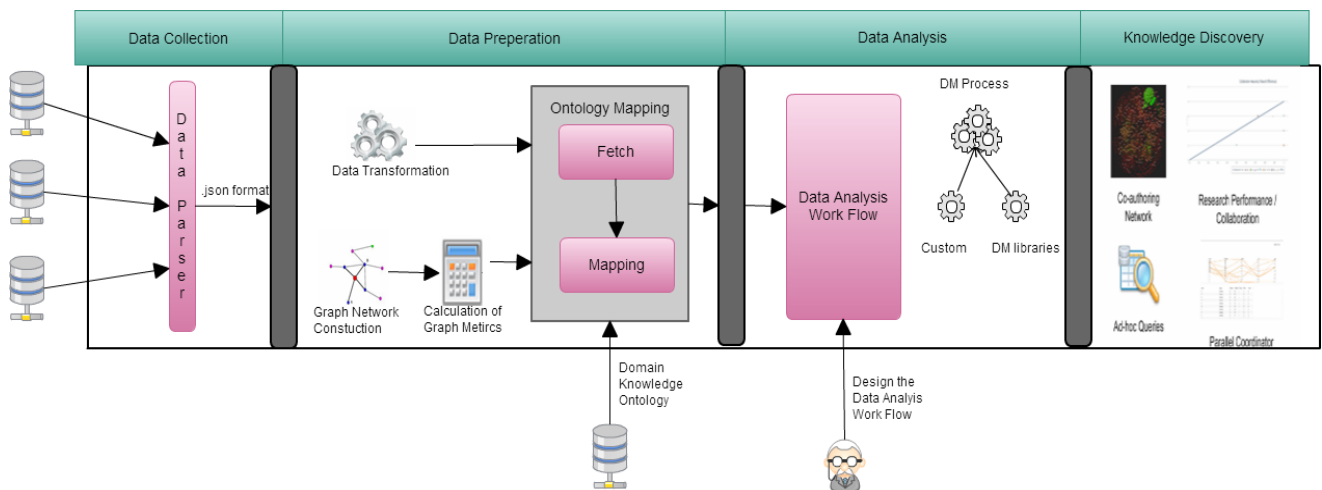 Data Collection
Data Preperation
Data Analysis
Knowledge Discovery
Data Parser
.json format
Data Transformation
Graph Network
Constuction
Calculation of
Graph Metircs
Ontology Mapping
Fetch
Mapping
Domain
Knowledge
Ontology
Data Analysis
Work Flow
Design the
Data Analyis
Work Flow
DM Process
Custom
DM libraries
Co-authoring
Network
Research Performance /
Collaboration
Ad-hoc Queries
Parallel Coordinator